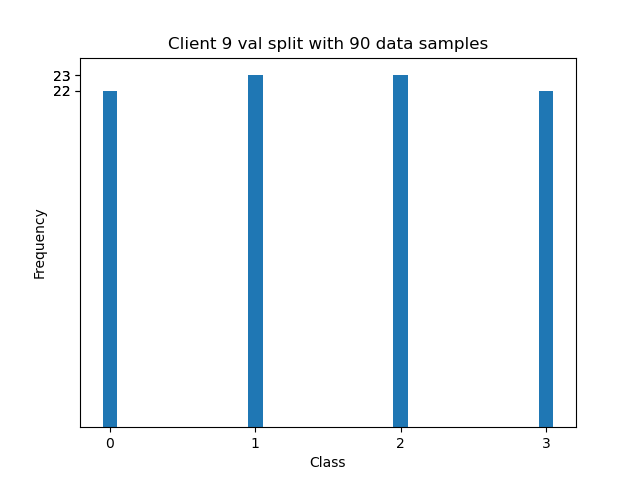 Client 9 val split with 90 data samples
23
22
Frequency
0 1 2 3
Class